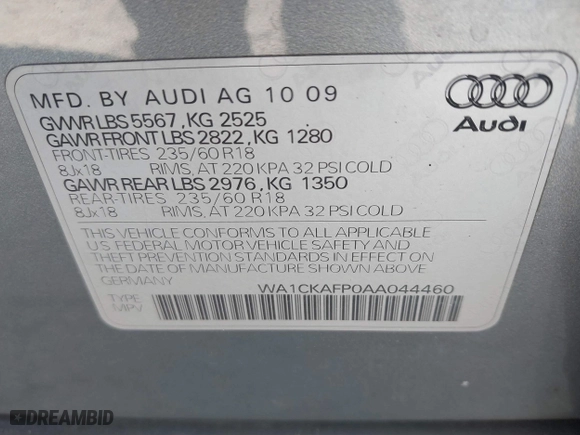 MFD. BY AUDI AG 10 09
GVWR LBS 5567, KG 2525
GAWR FRONT LBS 2822, KG 1280
FRONT-TIRES 235/60 R18
8Jx18 RIMS, AT 220 KPA 32 PSI COLD
GAWR REAR LBS 2976, KG 1350
REAR-TIRES 235/60 R18
8Jx18 RIMS, AT 220 KPA 32 PSI COLD
Audi
THIS VEHICLE CONFORMS TO ALL APPLICABLE
U.S. FEDERAL MOTOR VEHICLE SAFETY AND
THEFT PREVENTION STANDARDS IN EFFECT ON
THE DATE OF MANUFACTURE SHOWN ABOVE.
GERMANY
WA1CKAFP0AA044460
TYPE
MPV
DREAMBID